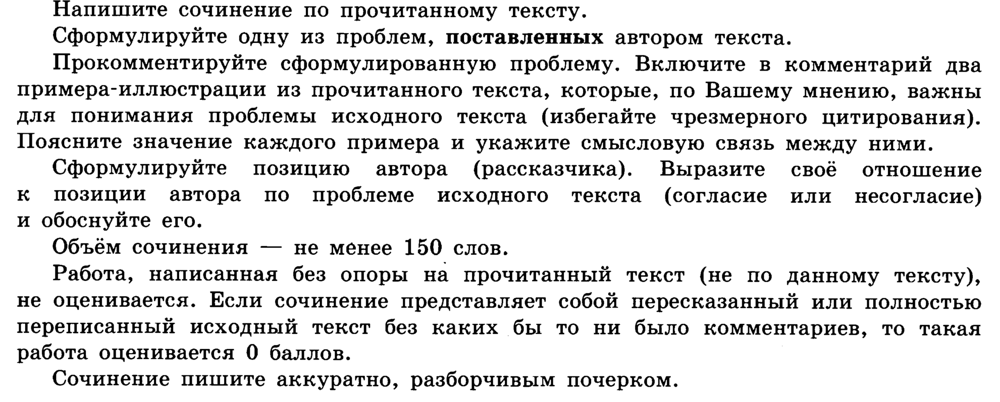 Напишите сочинение по прочитанному тексту.
Сформулируйте одну из проблем, поставленных автором текста.
Прокомментируйте сформулированную проблему. Включите в комментарий два
примера-иллюстрации из прочитанного текста, которые, по Вашему мнению, важны
для понимания проблемы исходного текста (избегайте чрезмерного цитирования).
Поясните значение каждого примера и укажите смысловую связь между ними.
Сформулируйте позицию автора (рассказчика). Выразите своё отношение
к позиции автора по проблеме исходного текста (согласие или несогласие)
и обоснуйте его.
Объём сочинения — не менее 150 слов.
Работа, написанная без опоры на прочитанный текст (не по данному тексту),
не оценивается. Если сочинение представляет собой пересказанный или полностью
переписанный исходный текст без каких бы то ни было комментариев, то такая
работа оценивается 0 баллов.
Сочинение пишите аккуратно, разборчивым почерком.